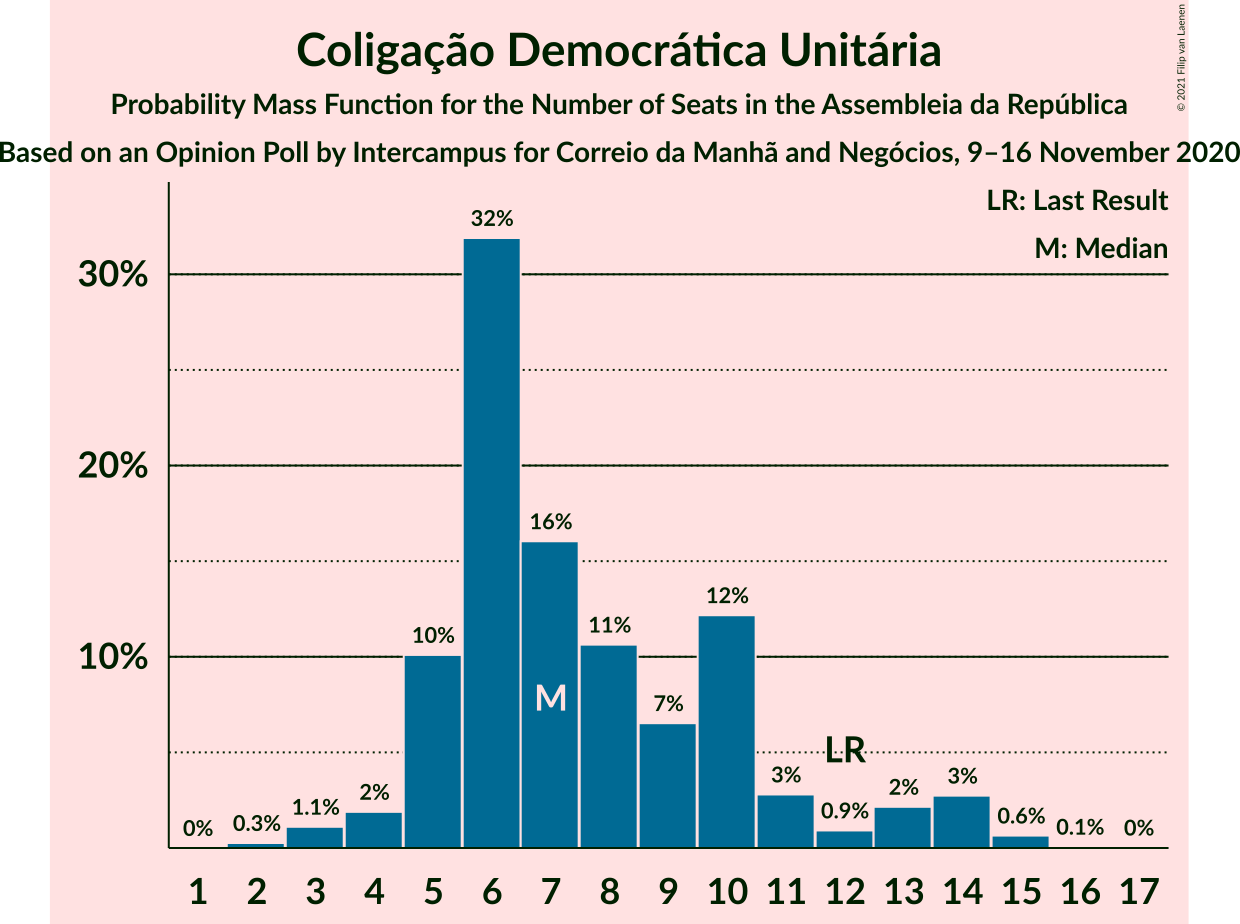 Coligação Democrática Unitária
Probability Mass Function for the Number of Seats in the Assembleia da República
Based on an Opinion Poll by Intercampus for Correio da Manhã and Negócios, 9–16 November 2020
© 2021 Filip van Laenen
LR: Last Result
M: Median
30%
20%
10%
0%
0.3%
1.1%
2%
10%
32%
16%
11%
7%
12%
3%
0.9%
2%
3%
0.6%
0.1%
0%
M
LR
1 2 3 4 5 6 7 8 9 10 11 12 13 14 15 16 17